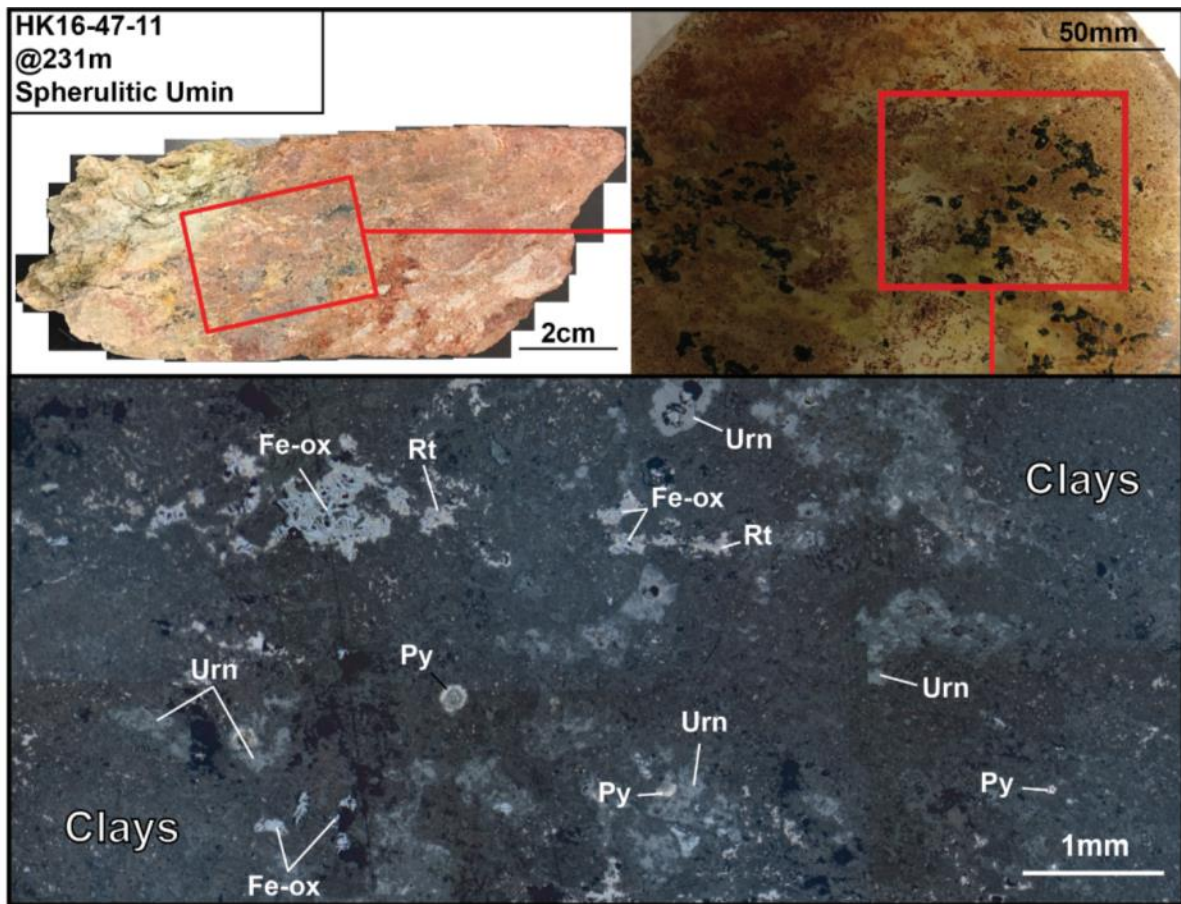 HK16-47-11
@231m
Spherulitic Umin
2cm
50mm
Fe-ox
Rt
Urn
Fe-ox
Rt
Clays
Urn
Py
Urn
Urn
Py
Py
Clays
Fe-ox
1mm